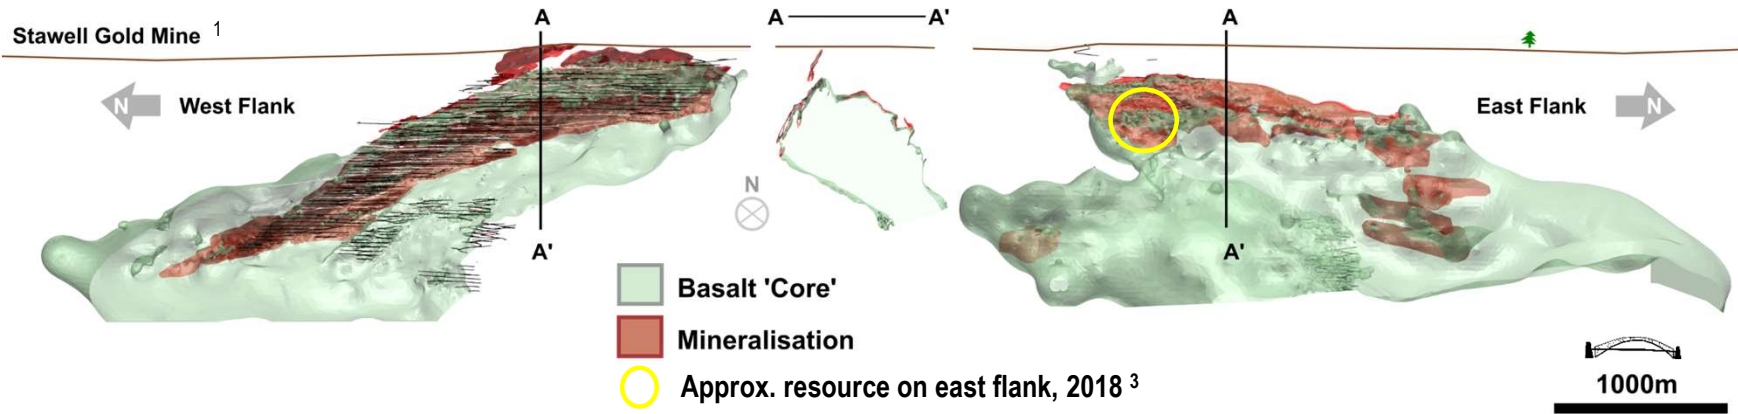 Stawell Gold Mine 1
A
A A'
A
N West Flank
East Flank N
N
A'
A'
Basalt 'Core'
Mineralisation
Approx. resource on east flank, 2018 3
1000m